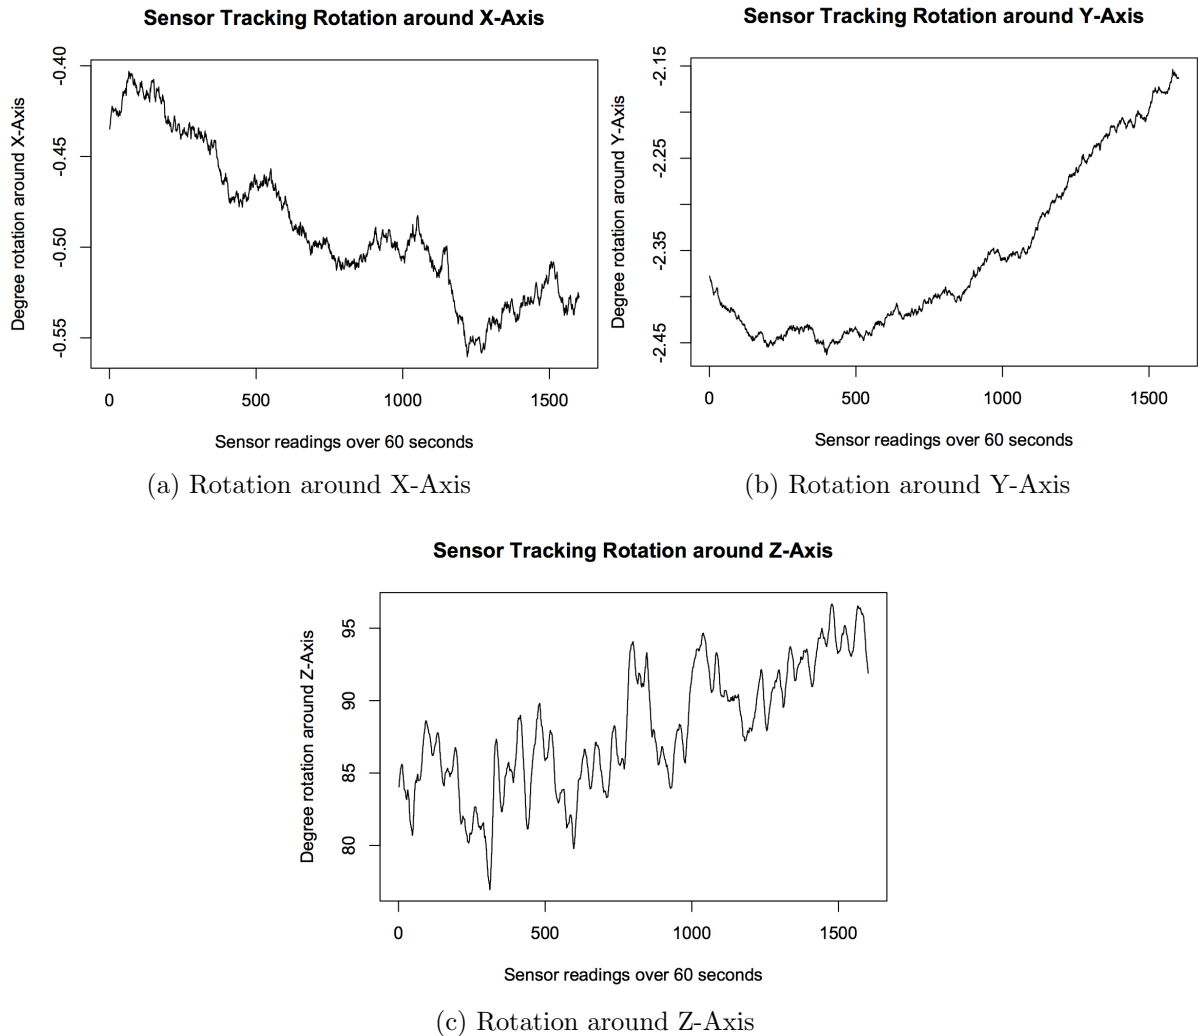 Sensor Tracking Rotation around X-Axis
Degree rotation around X-Axis
-0.40
-0.45
-0.50
-0.55
0
500
1000
1500
Sensor readings over 60 seconds
(a) Rotation around X-Axis
Sensor Tracking Rotation around Y-Axis
Degree rotation around Y-Axis
-2.15
-2.25
-2.35
-2.45
0
500
1000
1500
Sensor readings over 60 seconds
(b) Rotation around Y-Axis
Sensor Tracking Rotation around Z-Axis
Degree rotation around Z-Axis
95
90
85
80
0
500
1000
1500
Sensor readings over 60 seconds
(c) Rotation around Z-Axis